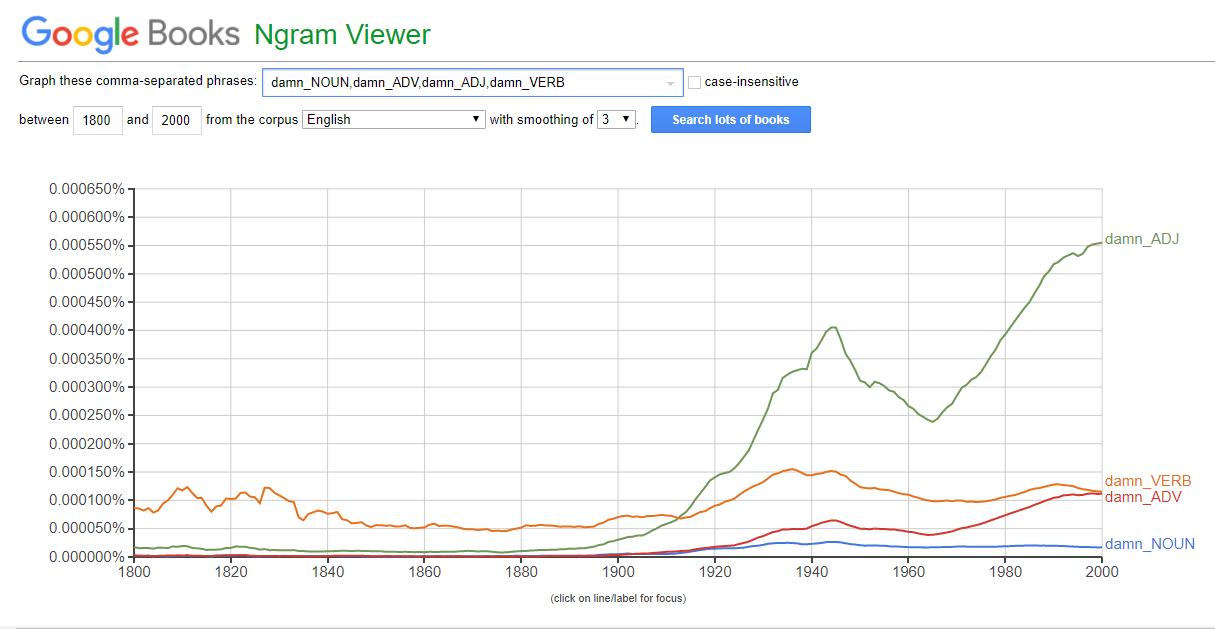 Google Books Ngram Viewer
Graph these comma-separated phrases: damn_NOUN,damn_ADV,damn_ADJ,damn_VERB case-insensitive
between 1800 and 2000 from the corpus English with smoothing of 3 . Search lots of books
0.000650%
0.000600%
0.000550%
0.000500%
0.000450%
0.000400%
0.000350%
0.000300%
0.000250%
0.000200%
0.000150%
0.000100%
0.000050%
0.000000%
damn_ADJ
damn_VERB
damn_ADV
damn_NOUN
1800 1820 1840 1860 1880 1900 1920 1940 1960 1980 2000
(click on line/label for focus)